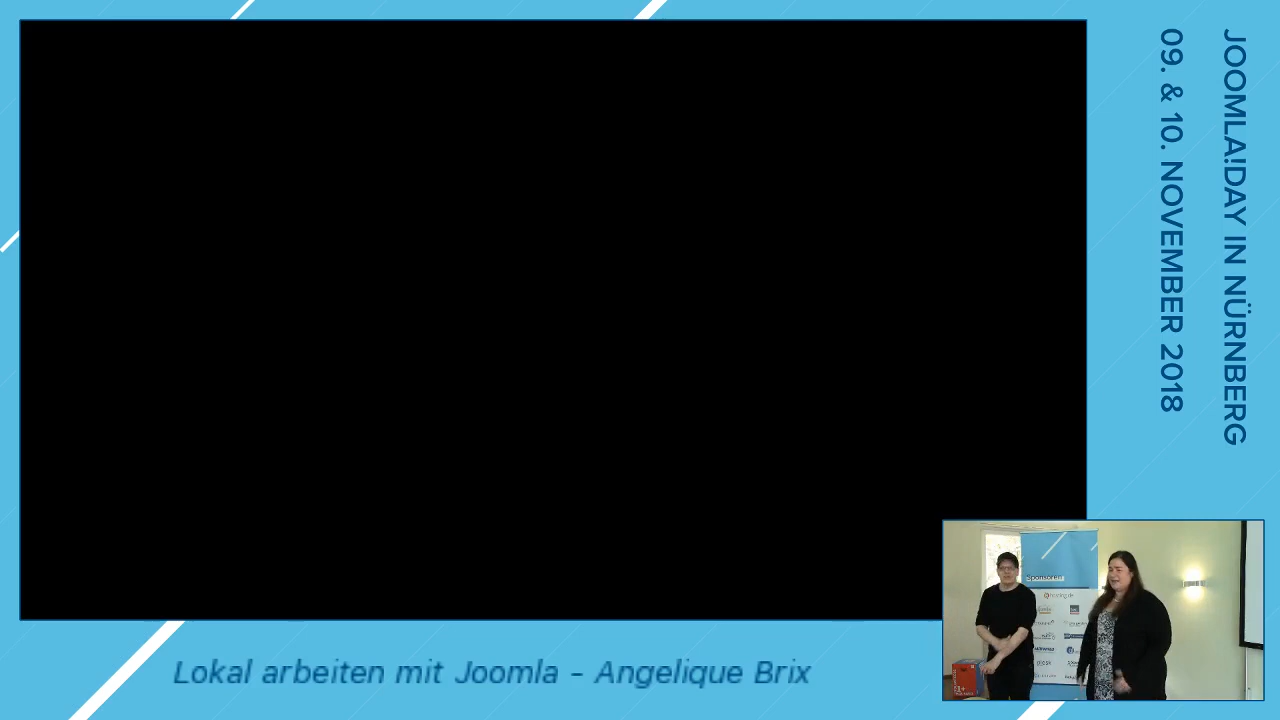 JOOMLA!DAY IN NÜRNBERG
09. & 10. NOVEMBER 2018
Sponsoren
Lokal arbeiten mit Joomla - Angelique Brix